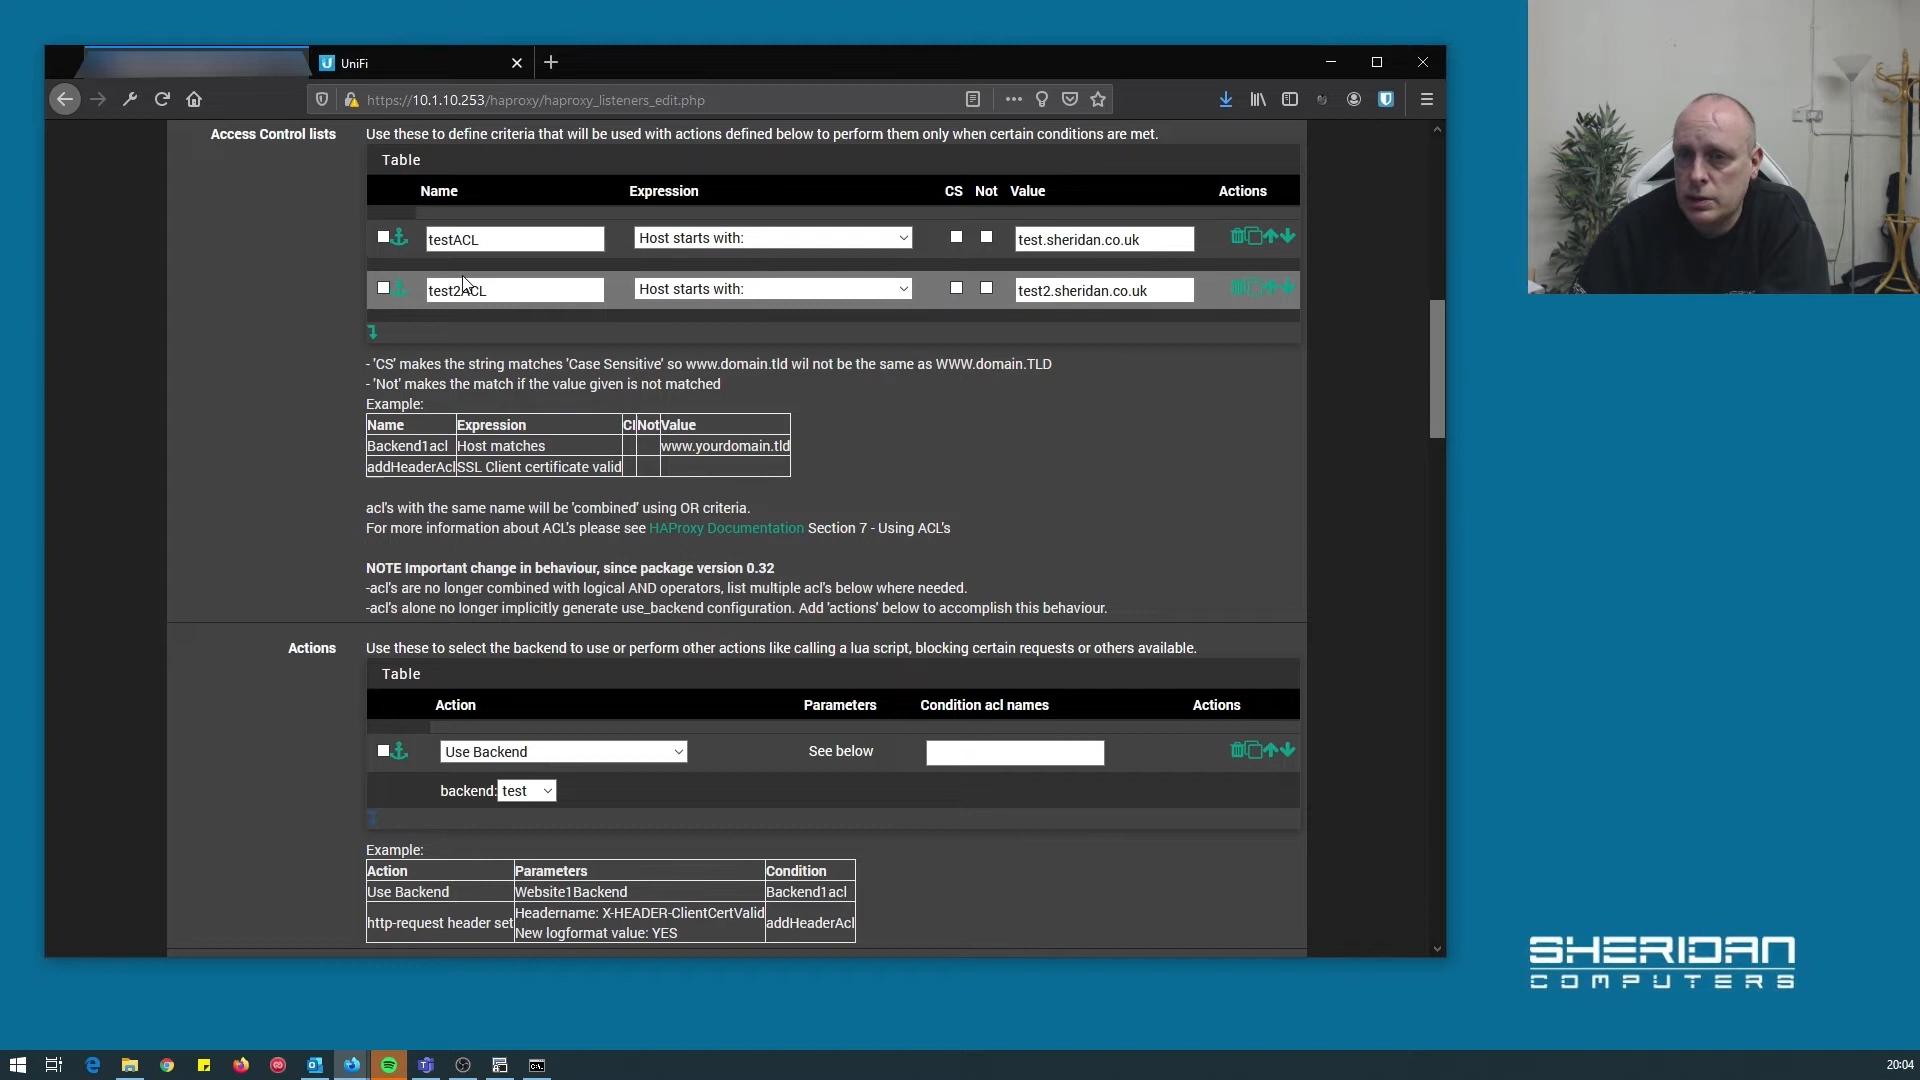 UniFi
https://10.1.10.253/haproxy/haproxy_listeners_edit.php
Access Control lists
Use these to define criteria that will be used with actions defined below to perform them only when certain conditions are met.
Table
Name Expression CS Not Value Actions
testACL Host starts with: test.sheridan.co.uk
test2ACL Host starts with: test2.sheridan.co.uk
- 'CS' makes the string matches 'Case Sensitive' so www.domain.tld wil not be the same as WWW.domain.TLD
- 'Not' makes the match if the value given is not matched
Example:
Name Expression CI Not Value
Backend1acl Host matches www.yourdomain.tld
addHeaderAcl SSL Client certificate valid
acl's with the same name will be 'combined' using OR criteria.
For more information about ACL's please see HAProxy Documentation Section 7 - Using ACL's
NOTE Important change in behaviour, since package version 0.32
-acl's are no longer combined with logical AND operators, list multiple acl's below where needed.
-acl's alone no longer implicitly generate use_backend configuration. Add 'actions' below to accomplish this behaviour.
Actions
Use these to select the backend to use or perform other actions like calling a lua script, blocking certain requests or others available.
Table
Action Parameters Condition acl names Actions
Use Backend See below
backend: test
Example:
Action Parameters Condition
Use Backend Website1Backend Backend1acl
http-request header set Headername: X-HEADER-ClientCertValid addHeaderAcl
New logformat value: YES
SHERIDAN
COMPUTERS
20:04